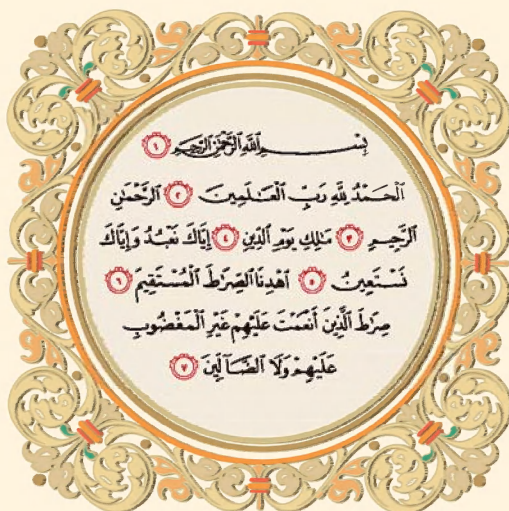 بِسْمِ ٱللَّهِ ٱلرَّحْمَٰنِ ٱلرَّحِيمِ ١
ٱلْحَمْدُ لِلَّهِ رَبِّ ٱلْعَـٰلَمِينَ ٢ ٱلرَّحْمَٰنِ
ٱلرَّحِيمِ ٣ مَـٰلِكِ يَوْمِ ٱلدِّينِ ٤ إِيَّاكَ نَعْبُدُ وَإِيَّاكَ
نَسْتَعِينُ ٥ ٱهْدِنَا ٱلصِّرَٰطَ ٱلْمُسْتَقِيمَ ٦
صِرَٰطَ ٱلَّذِينَ أَنْعَمْتَ عَلَيْهِمْ غَيْرِ ٱلْمَغْضُوبِ
عَلَيْهِمْ وَلَا ٱلضَّآلِّينَ ٧